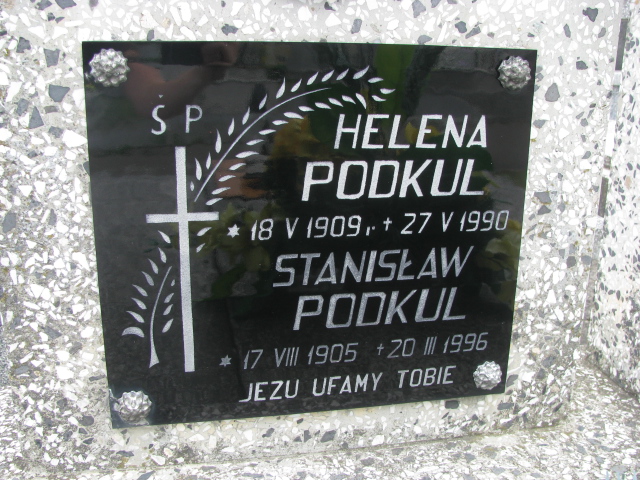 ŚP
HELENA
PODKUL
* 18 V 1909 r. + 27 V 1990
STANISŁAW
PODKUL
* 17 VIII 1905 + 20 III 1996
JEZU UFAMY TOBIE